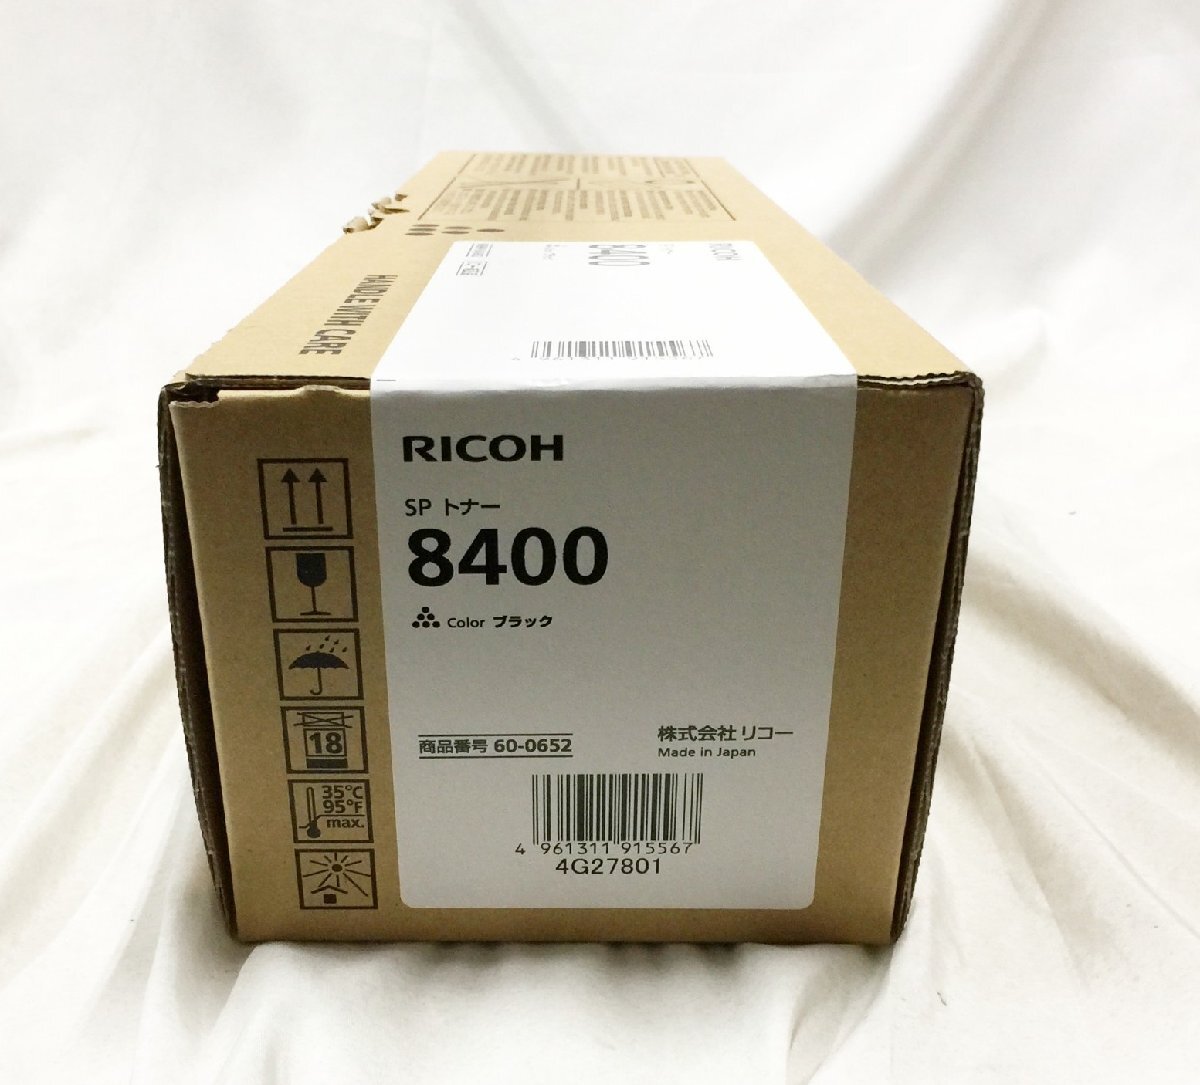 RICOH
8400
HANDLE WITH CARE
RICOH
SP トナー
8400
Color ブラック
商品番号 60-0652
株式会社 リコー
Made in Japan
4 961311 915567
4G27801
18
35°C
95°F
max.